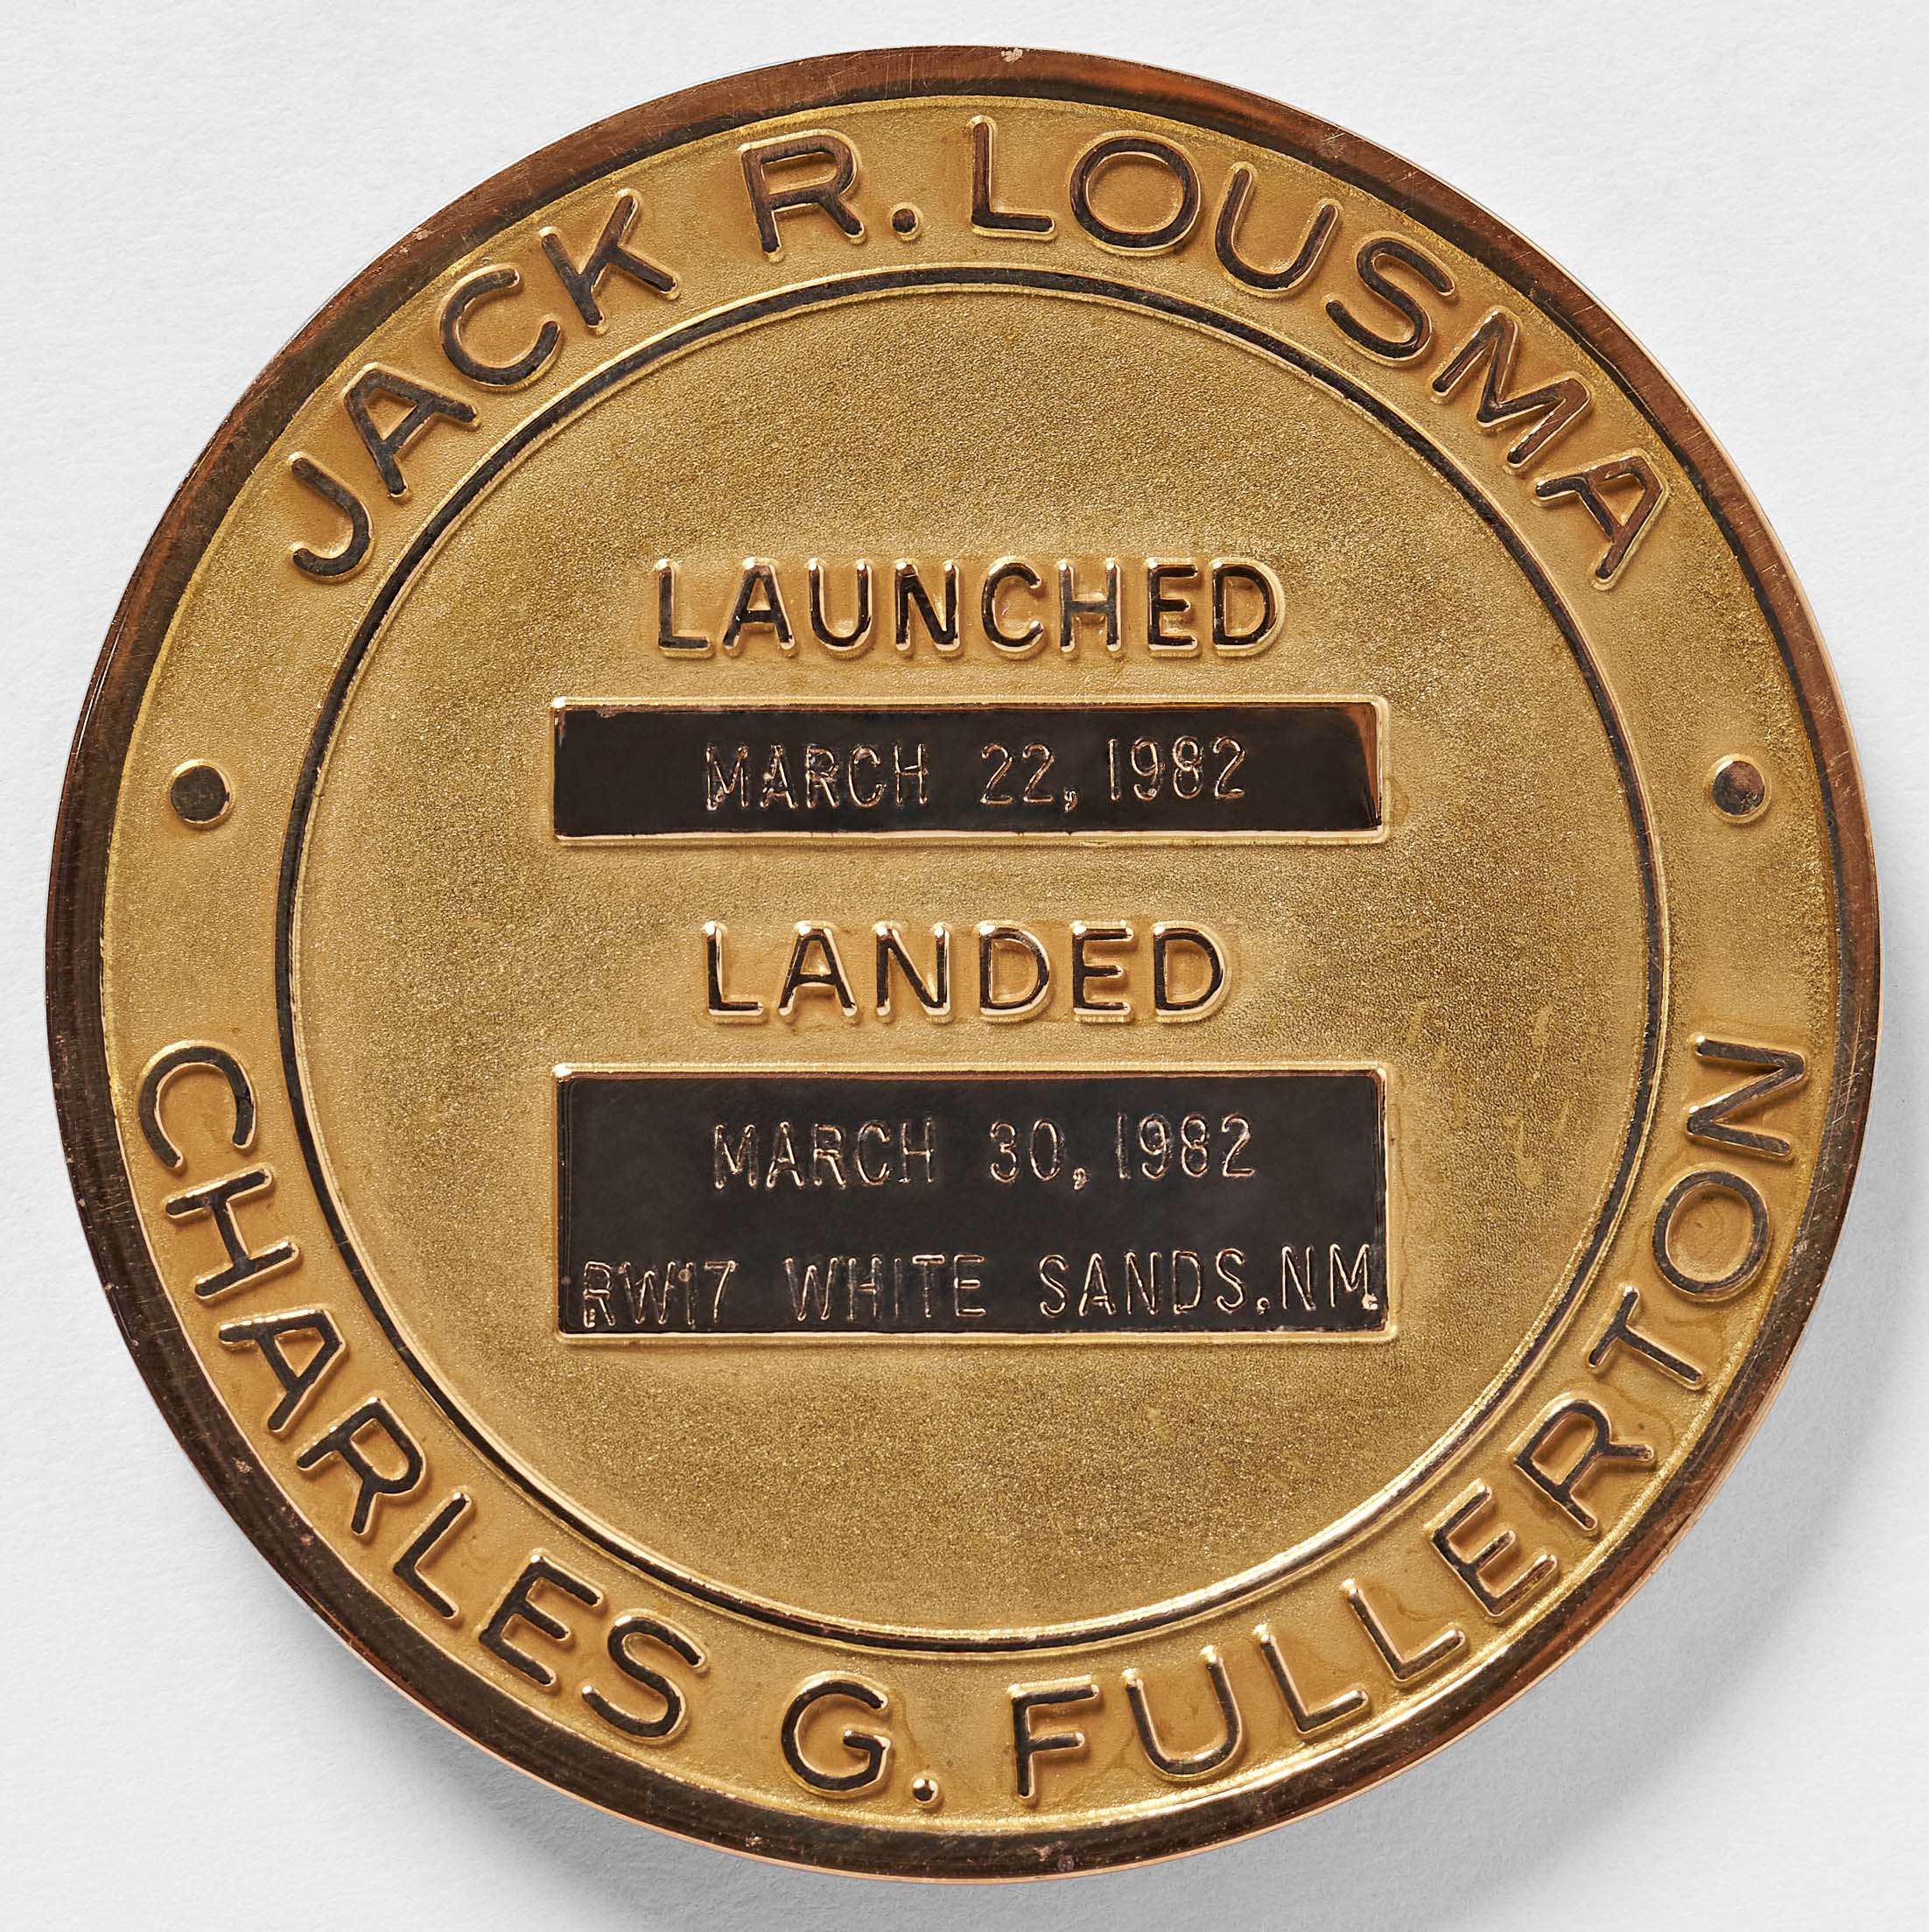 JACK R. LOUSMA
LAUNCHED
MARCH 22, 1982
LANDED
MARCH 30, 1982
RW17 WHITE SANDS, NM.
CHARLES G. FULLERTON